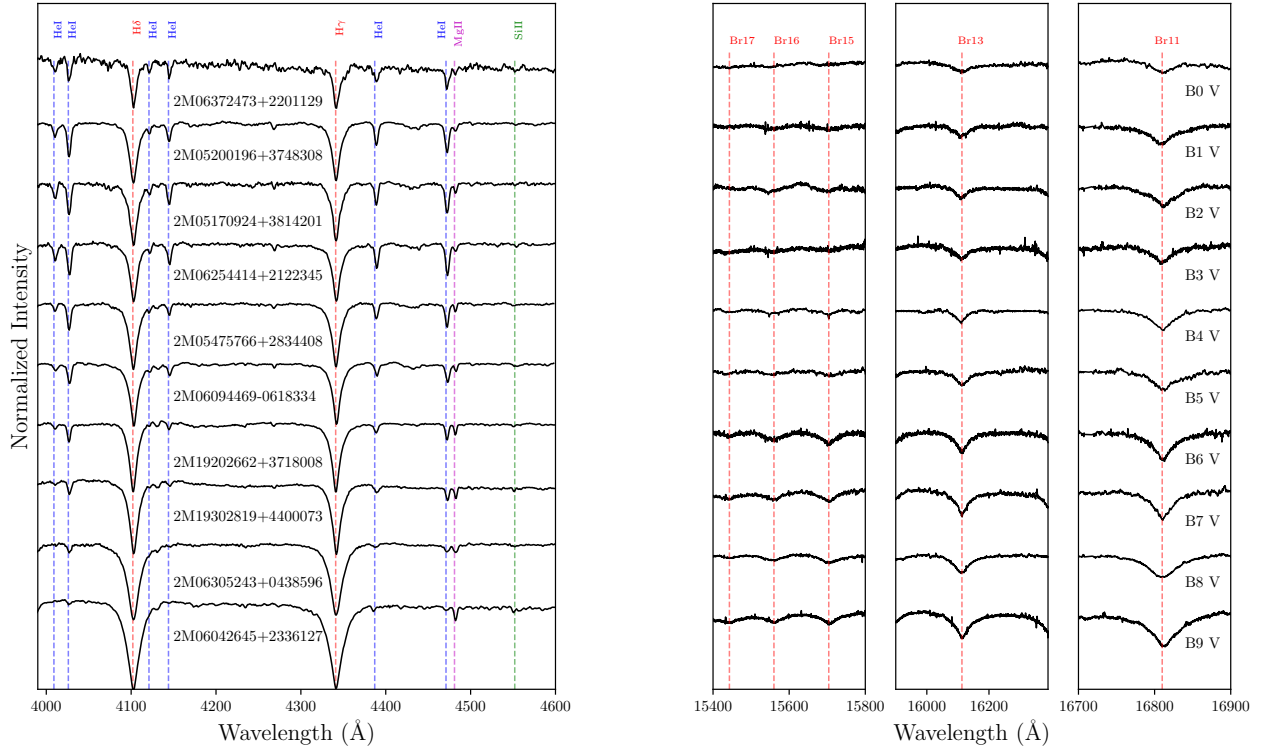 HeI HeI Hδ HeI HeI Hγ HeI HeI MgII SiII
Br17 Br16 Br15 Br13 Br11
2M06372473+2201129 B0 V
2M05200196+3748308 B1 V
2M05170924+3814201 B2 V
2M06254414+2122345 B3 V
2M05475766+2834408 B4 V
2M06094469-0618334 B5 V
2M19202662+3718008 B6 V
2M19302819+4400073 B7 V
2M06305243+0438596 B8 V
2M06042645+2336127 B9 V
Normalized Intensity
4000 4100 4200 4300 4400 4500 4600
15400 15600 15800 16000 16200 16700 16800 16900
Wavelength (Å) Wavelength (Å)